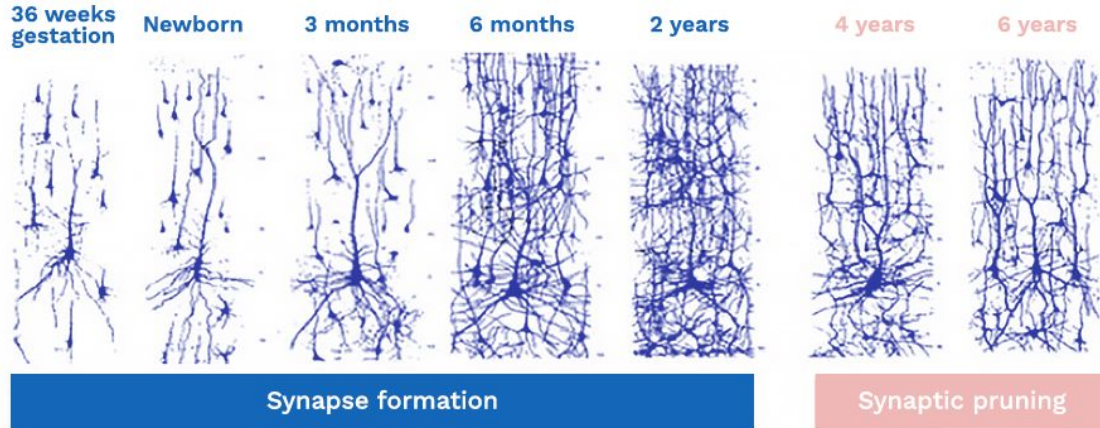 36 weeks gestation
Newborn
3 months
6 months
2 years
4 years
6 years
Synapse formation
Synaptic pruning